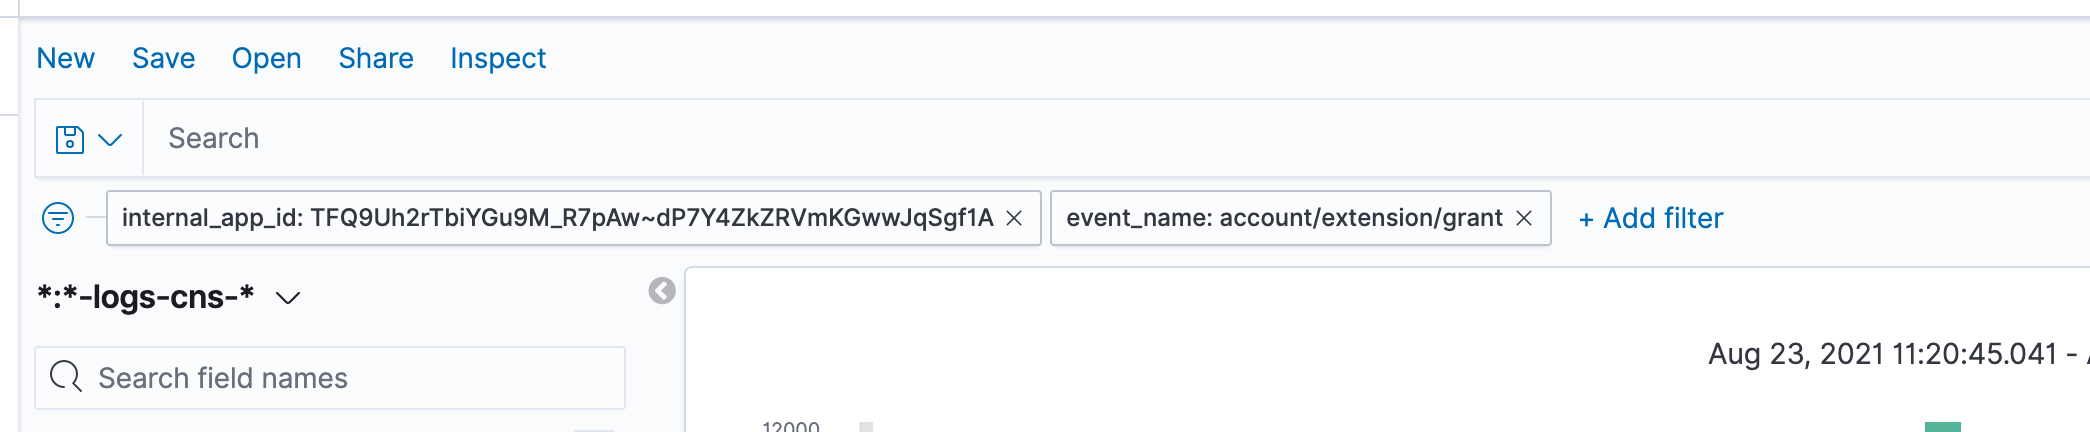 New Save Open Share Inspect
Search
internal_app_id: TFQ9Uh2rTbiYGu9M_R7pAw~dP7Y4ZkZRVmKGwwJqSgf1A × event_name: account/extension/grant × + Add filter
*:*-logs-cns-*
Search field names
Aug 23, 2021 11:20:45.041 -
12000